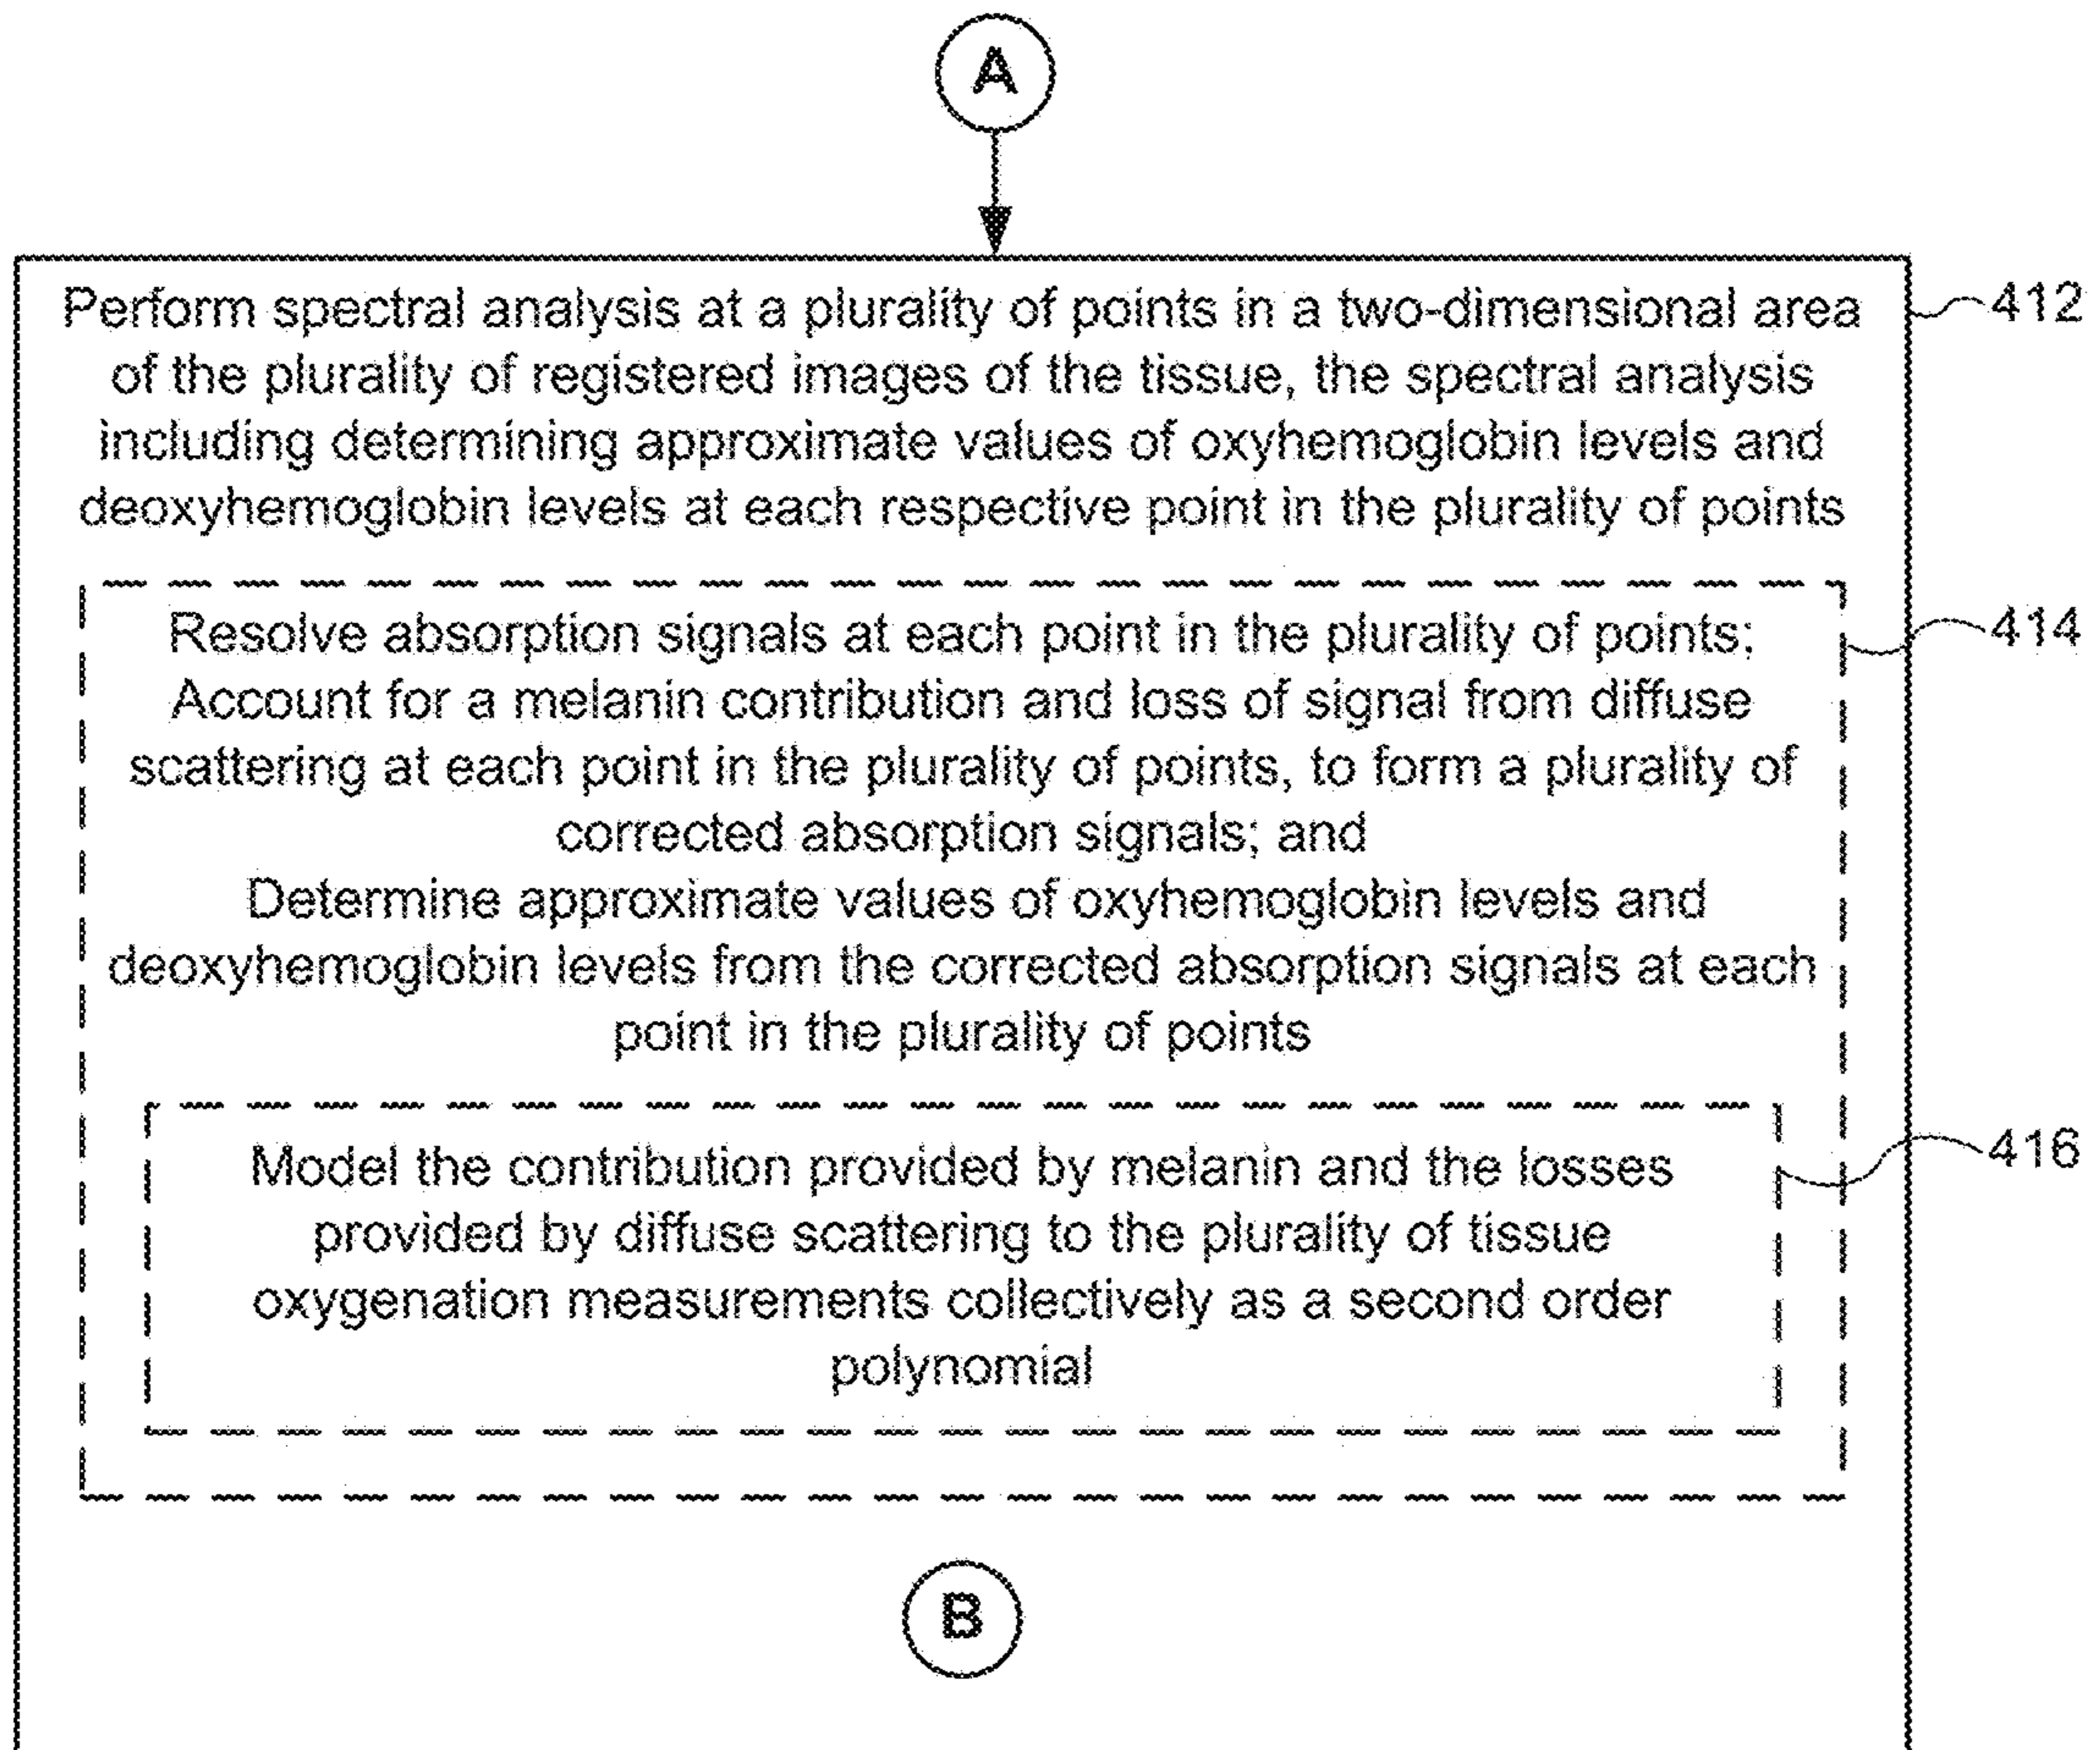 A
Perform spectral analysis at a plurality of points in a two-dimensional area
412
of the plurality of registered images of the tissue, the spectral analysis
including determining approximate values of oxyhemoglobin levels and
deoxyhemoglobin levels at each respective point in the plurality of points
Resolve absorption signals at each point in the plurality of points;
414
Account for a melanin contribution and loss of signal from diffuse
scattering at each point in the plurality of points, to form a plurality of
corrected absorption signals; and
Determine approximate values of oxyhemoglobin levels and
deoxyhemoglobin levels from the corrected absorption signals at each
point in the plurality of points
Model the contribution provided by melanin and the losses
416
provided by diffuse scattering to the plurality of tissue
oxygenation measurements collectively as a second order
polynomial
B